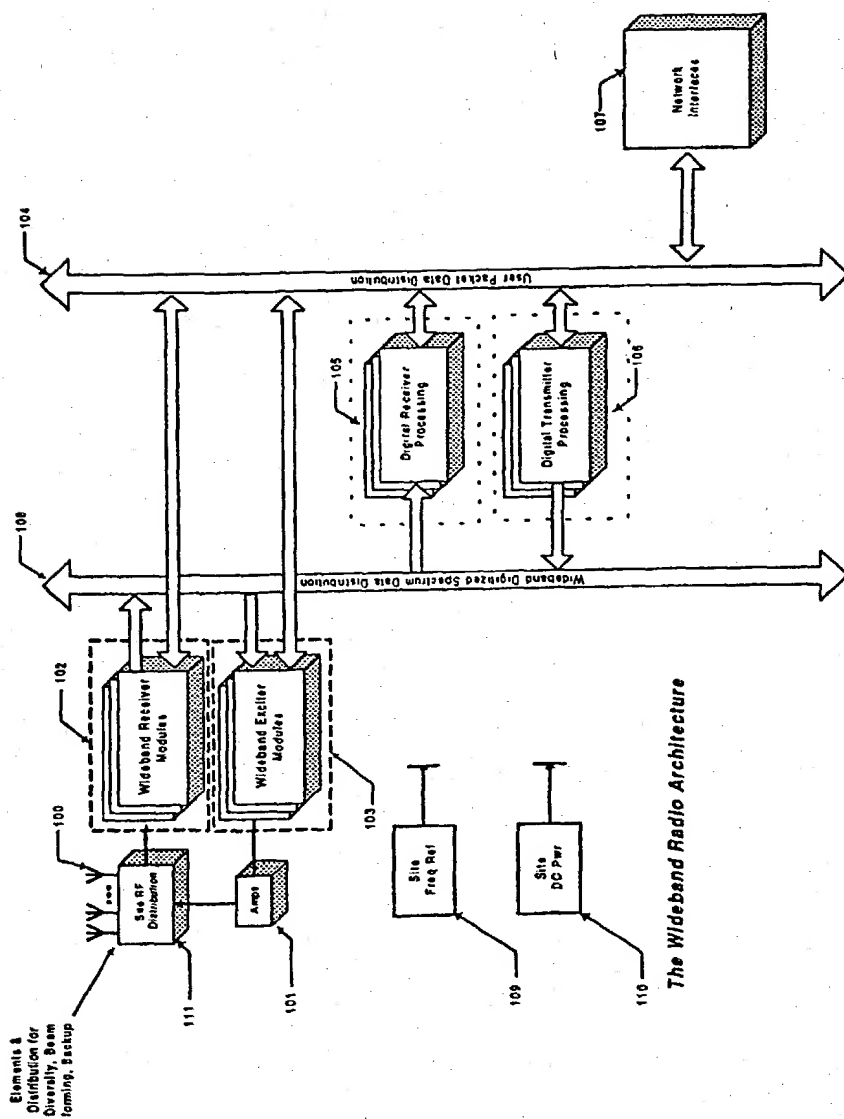 Elements &
Distribution for
Diversity, Beam
forming, Backup
100
See RF
Distribution
111
Amps
101
102
Wideband Receiver
Modules
Wideband Exciter
Modules
103
108
Wideband Digitized Spectrum Data Distribution
104
User Packet Data Distribution
105
Digital Receiver
Processing
Digital Transmitter
Processing
106
107
Network
Interfaces
Site
Freq Ref
109
Site
DC Pwr
110
The Wideband Radio Architecture